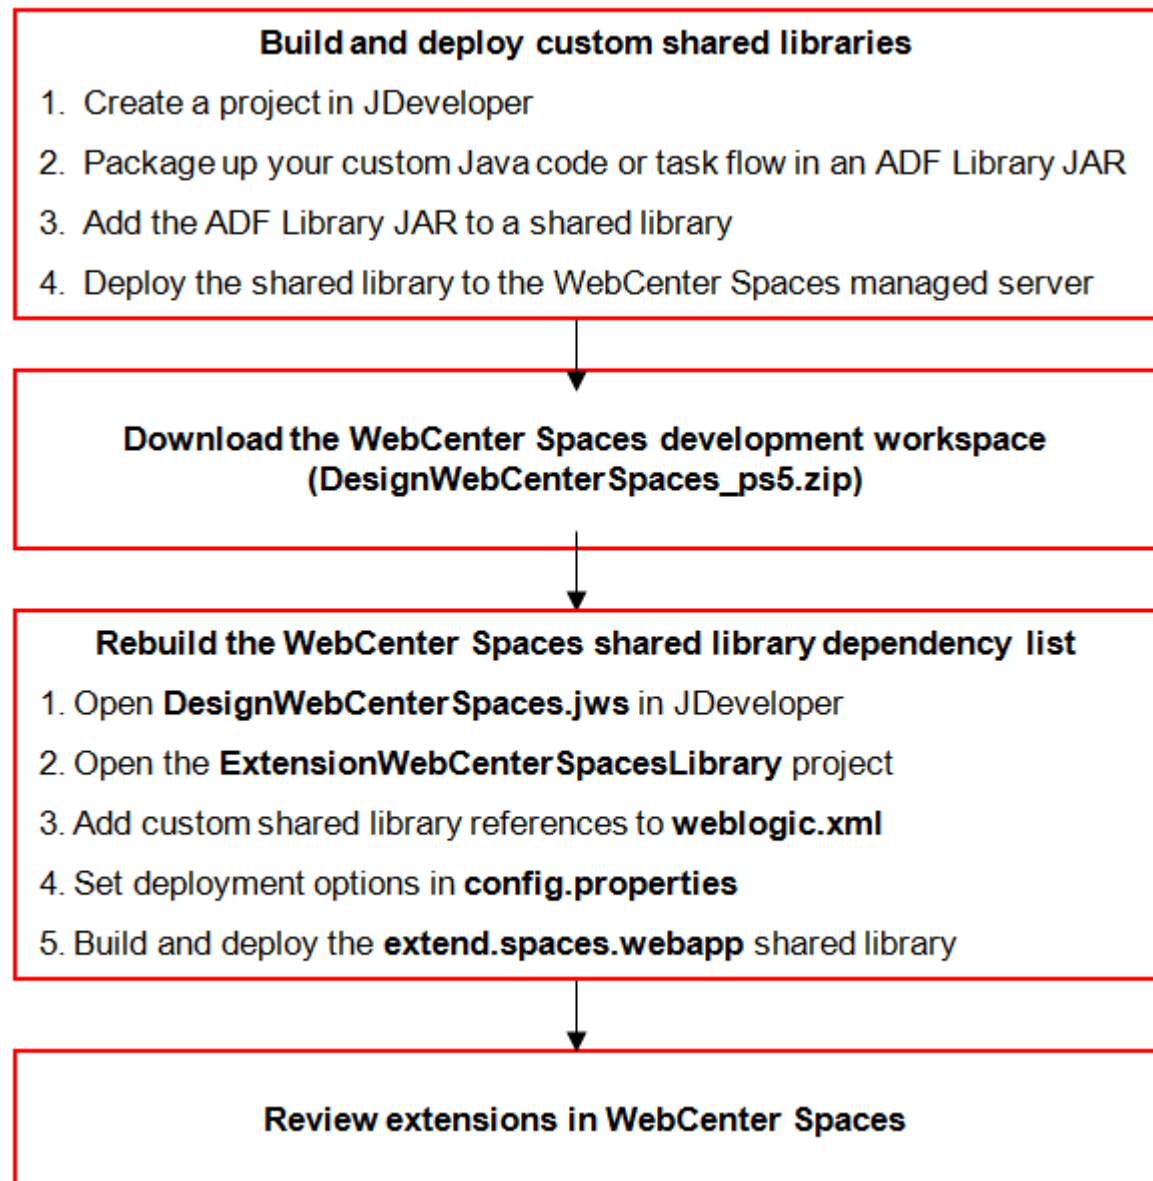 Build and deploy custom shared libraries
1. Create a project in JDeveloper
2. Package up your custom Java code or task flow in an ADF Library JAR
3. Add the ADF Library JAR to a shared library
4. Deploy the shared library to the WebCenter Spaces managed server
Download the WebCenter Spaces development workspace
(DesignWebCenterSpaces_ps5.zip)
Rebuild the WebCenter Spaces shared library dependency list
1. Open DesignWebCenterSpaces.jws in JDeveloper
2. Open the ExtensionWebCenterSpacesLibrary project
3. Add custom shared library references to weblogic.xml
4. Set deployment options in config.properties
5. Build and deploy the extend.spaces.webapp shared library
Review extensions in WebCenter Spaces